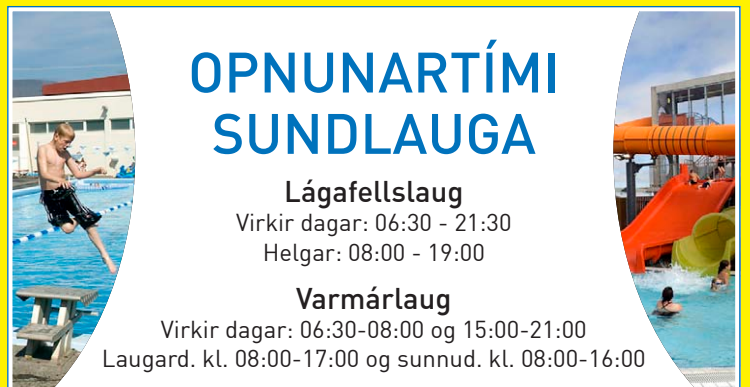 OPNUNARTÍMI
SUNDLAUGA
Lágafellslaug
Virkir dagar: 06:30 - 21:30
Helgar: 08:00 - 19:00
Varmárlaug
Virkir dagar: 06:30-08:00 og 15:00-21:00
Laugard. kl. 08:00-17:00 og sunnud. kl. 08:00-16:00